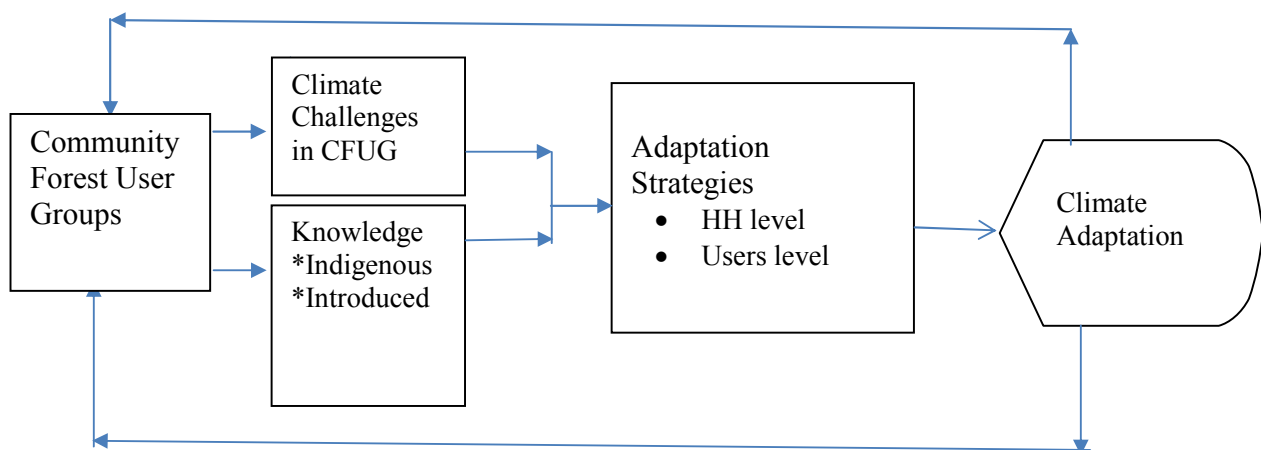 Community
Forest User
Groups
Climate
Challenges
in CFUG
Knowledge
*Indigenous
*Introduced
Adaptation
Strategies
• HH level
• Users level
Climate
Adaptation